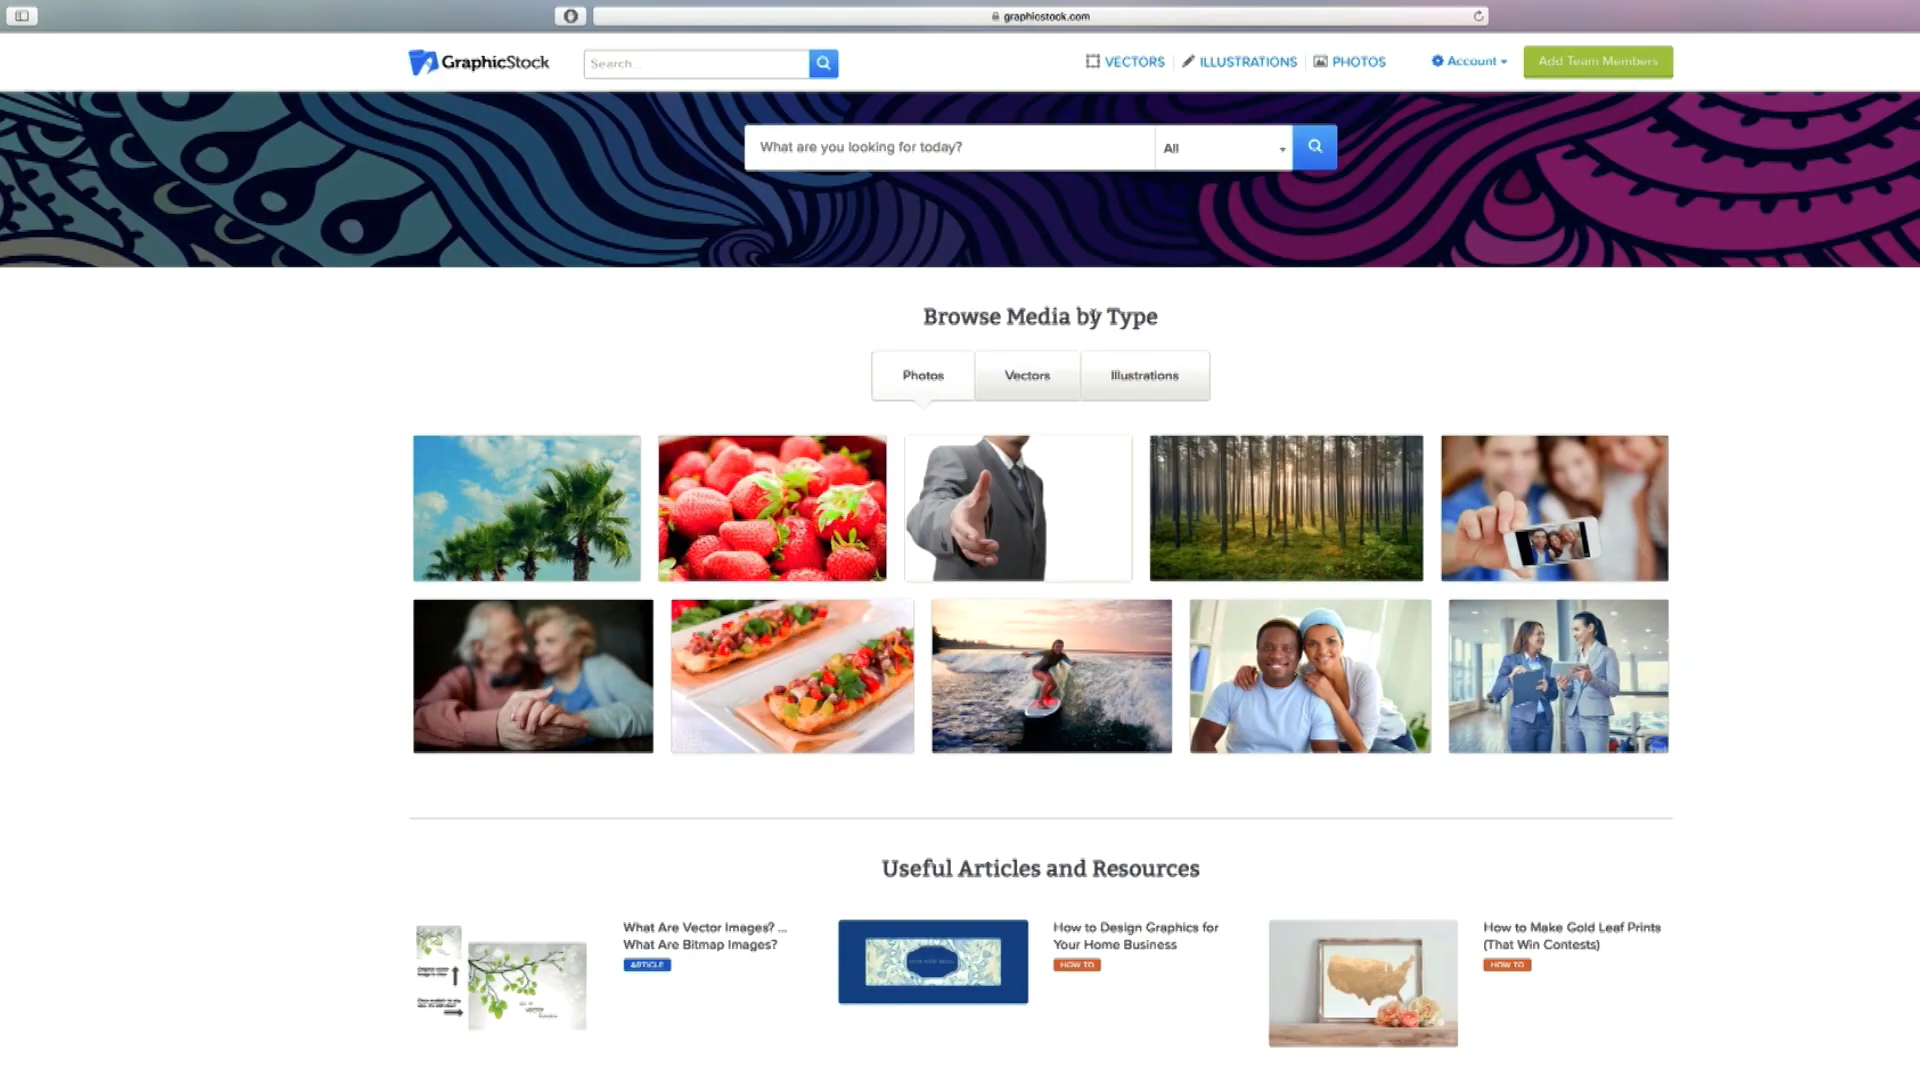 graphicstock.com
GraphicStock
Search...
VECTORS
ILLUSTRATIONS
PHOTOS
Account
Add Team Members
What are you looking for today?
All
Browse Media by Type
Photos
Vectors
Illustrations
Useful Articles and Resources
What Are Vector Images? ...
What Are Bitmap Images?
ARTICLE
How to Design Graphics for
Your Home Business
HOW TO
How to Make Gold Leaf Prints
(That Win Contests)
HOW TO